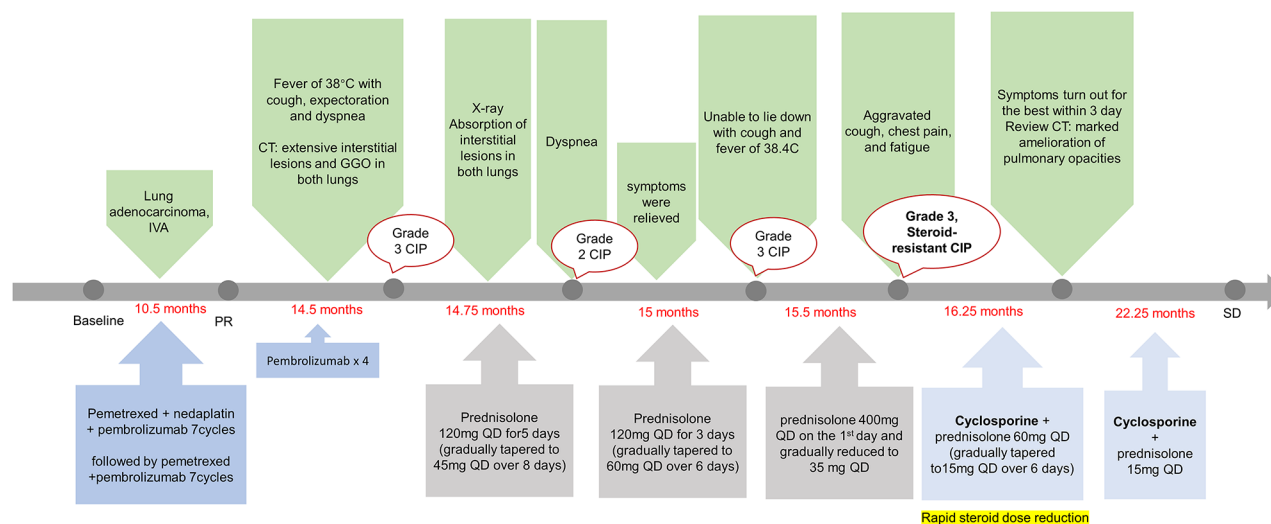 Lung
adenocarcinoma,
IVA
Fever of 38°C with
cough, expectoration
and dyspnea
CT: extensive interstitial
lesions and GGO in
both lungs
Grade
3 CIP
X-ray
Absorption of
interstitial
lesions in
both lungs
Dyspnea
Grade
2 CIP
symptoms
were
relieved
Unable to lie down
with cough and
fever of 38.4C
Grade
3 CIP
Aggravated
cough, chest pain,
and fatigue
Grade 3,
Steroid-
resistant CIP
Symptoms turn out for
the best within 3 day
Review CT: marked
amelioration of
pulmonary opacities
Baseline
10.5 months
PR
14.5 months
14.75 months
15 months
15.5 months
16.25 months
22.25 months
SD
Pemetrexed + nedaplatin
+ pembrolizumab 7cycles
followed by pemetrexed
+pembrolizumab 7cycles
Pembrolizumab x 4
Prednisolone
120mg QD for5 days
(gradually tapered to
45mg QD over 8 days)
Prednisolone
120mg QD for 3 days
(gradually tapered to
60mg QD over 6 days)
prednisolone 400mg
QD on the 1st day and
gradually reduced to
35 mg QD
Cyclosporine +
prednisolone 60mg QD
(gradually tapered
to15mg QD over 6 days)
Rapid steroid dose reduction
Cyclosporine
+
prednisolone
15mg QD